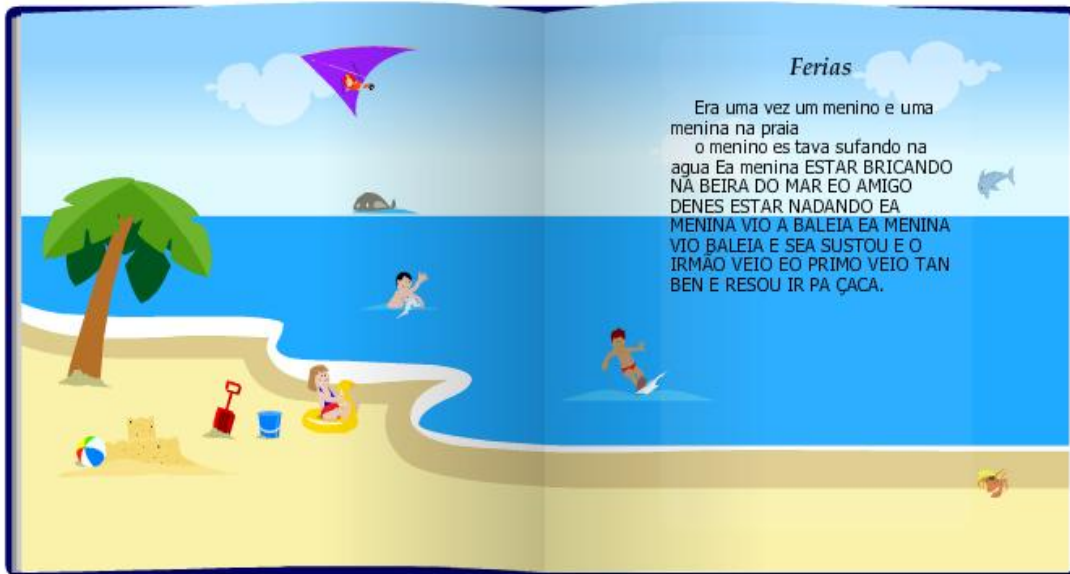 Ferias
Era uma vez um menino e uma
menina na praia
o menino es tava sufando na
agua Ea menina ESTAR BRICANDO
NA BEIRA DO MAR EO AMIGO
DENES ESTAR NADANDO EA
MENINA VIO A BALEIA EA MENINA
VIO BALEIA E SEA SUSTOU E O
IRMÃO VEIO EO PRIMO VEIO TAN
BEN E RESOU IR PA ÇACA.